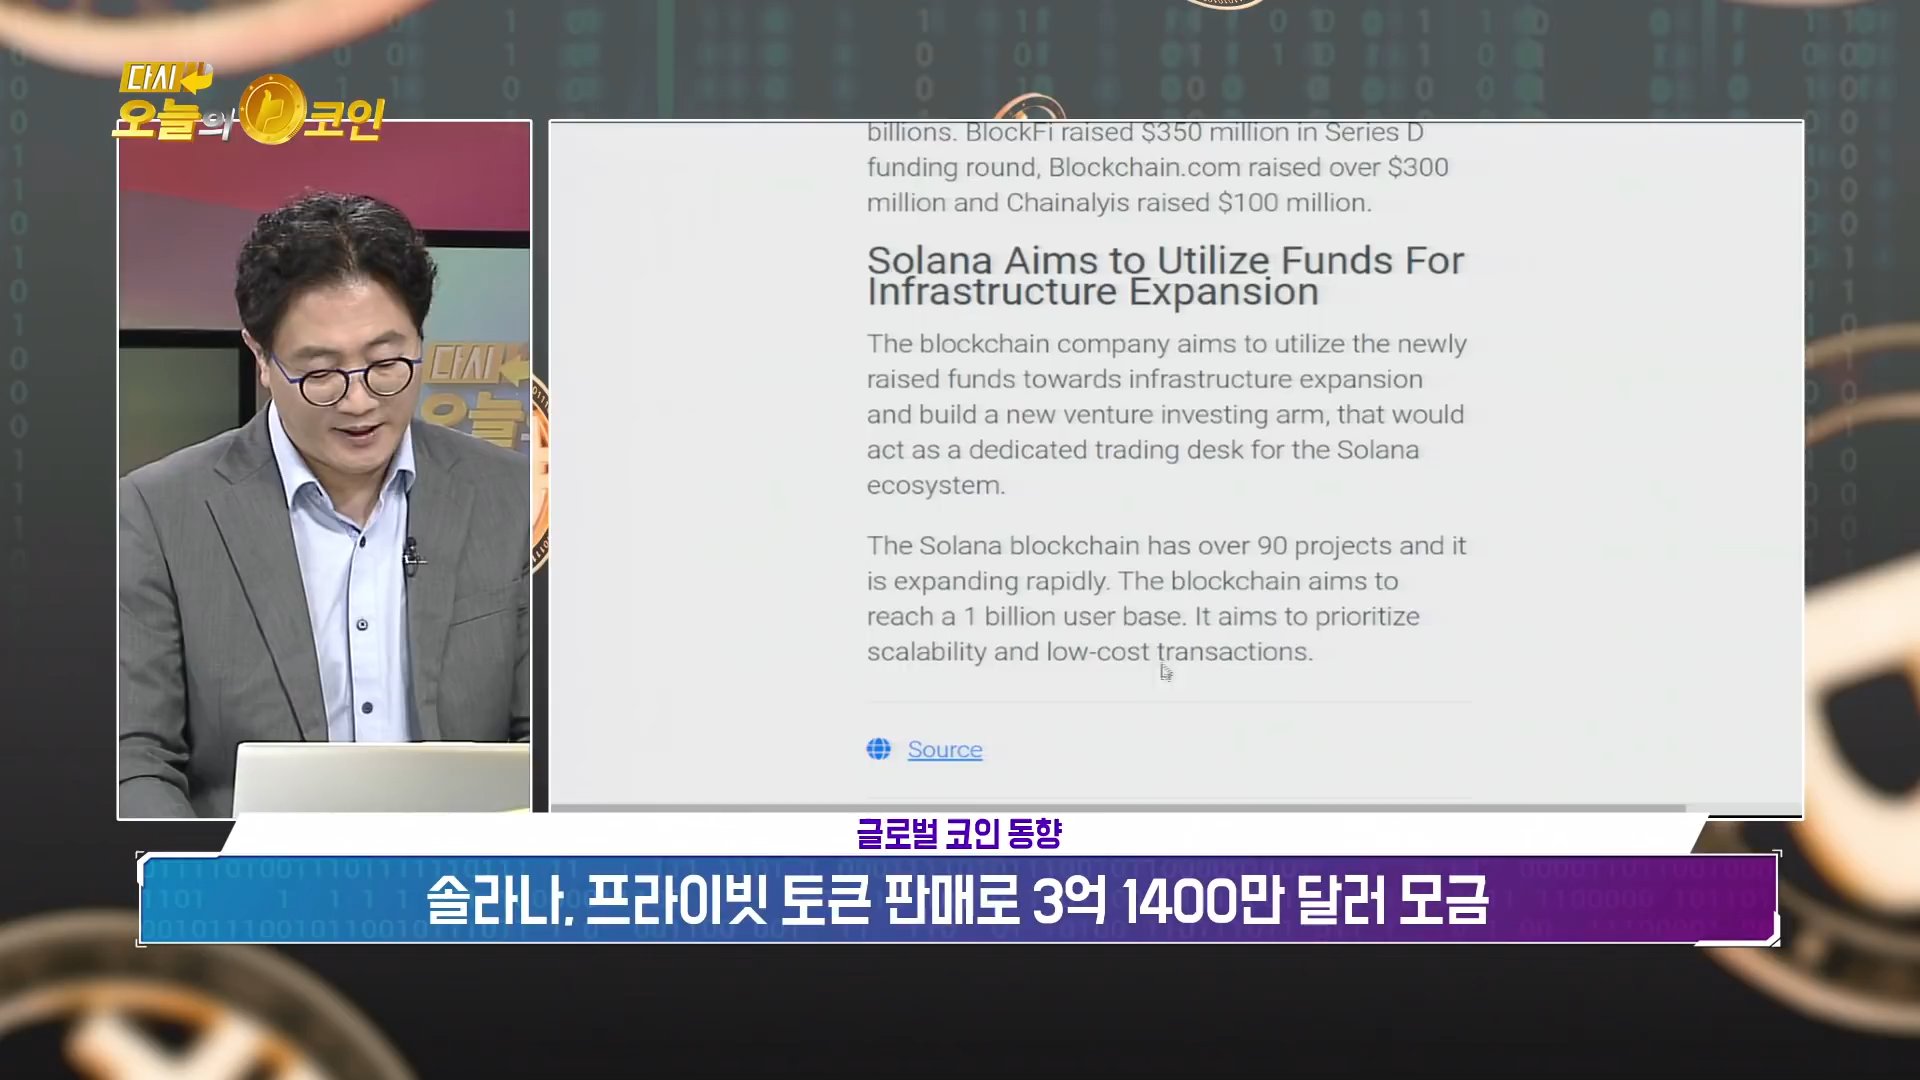 다시
오늘의 코인
billions. BlockFi raised $350 million in Series D
funding round, Blockchain.com raised over $300
million and Chainalyis raised $100 million.
Solana Aims to Utilize Funds For
Infrastructure Expansion
The blockchain company aims to utilize the newly
raised funds towards infrastructure expansion
and build a new venture investing arm, that would
act as a dedicated trading desk for the Solana
ecosystem.
The Solana blockchain has over 90 projects and it
is expanding rapidly. The blockchain aims to
reach a 1 billion user base. It aims to prioritize
scalability and low-cost transactions.
Source
다시
오늘
글로벌 코인 동향
솔라나, 프라이빗 토큰 판매로 3억 1400만 달러 모금